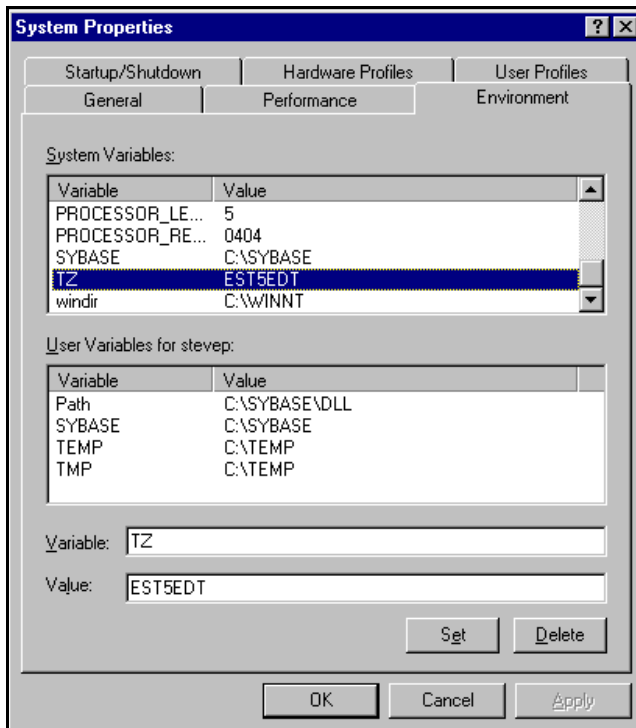 System Properties
Startup/Shutdown Hardware Profiles User Profiles
General Performance Environment
System Variables:
Variable Value
PROCESSOR_LE... 5
PROCESSOR_RE... 0404
SYBASE C:\SYBASE
TZ EST5EDT
windir C:\WINNT
User Variables for stevep:
Variable Value
Path C:\SYBASE\DLL
SYBASE C:\SYBASE
TEMP C:\TEMP
TMP C:\TEMP
Variable: TZ
Value: EST5EDT
Set Delete
OK Cancel Apply